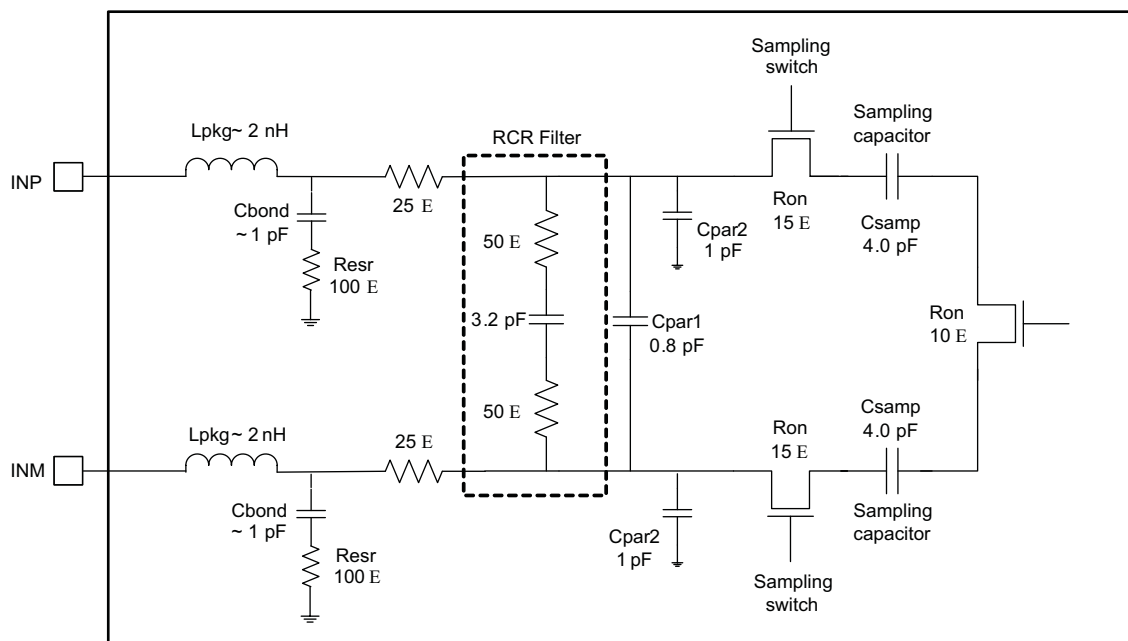 Sampling
switch
Sampling
capacitor
Lpkg~ 2 nH
RCR Filter
INP
25 E
Cbond
~ 1 pF
50 E
Cpar2
1 pF
Ron
15 E
Csamp
4.0 pF
Resr
100 E
3.2 pF
Cpar1
0.8 pF
Ron
10 E
50 E
Lpkg~ 2 nH
25 E
Ron
15 E
Csamp
4.0 pF
INM
Cbond
~ 1 pF
Cpar2
1 pF
Sampling
capacitor
Resr
100 E
Sampling
switch